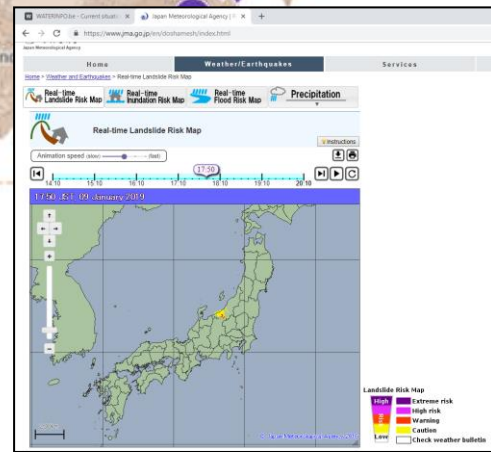 WATERINFO.be - Current situati
Japan Meteorological Agency | R
https://www.jma.go.jp/en/doshamesh/index.html
Japan Meteorological Agency
Home
Weather/Earthquakes
Services
Home > Weather and Earthquakes > Real-time Landslide Risk Map
Real-time Landslide Risk Map
Real-time Inundation Risk Map
Real-time Flood Risk Map
Precipitation
Real-time Landslide Risk Map
Instructions
Animation speed (slow) (fast)
17:50
14:10 15:10 16:10 17:10 18:10 19:10 20:10
17:50 JST, 09 January 2019
Landslide Risk Map
High
Risk
Low
Extreme risk
High risk
Warning
Caution
Check weather bulletin